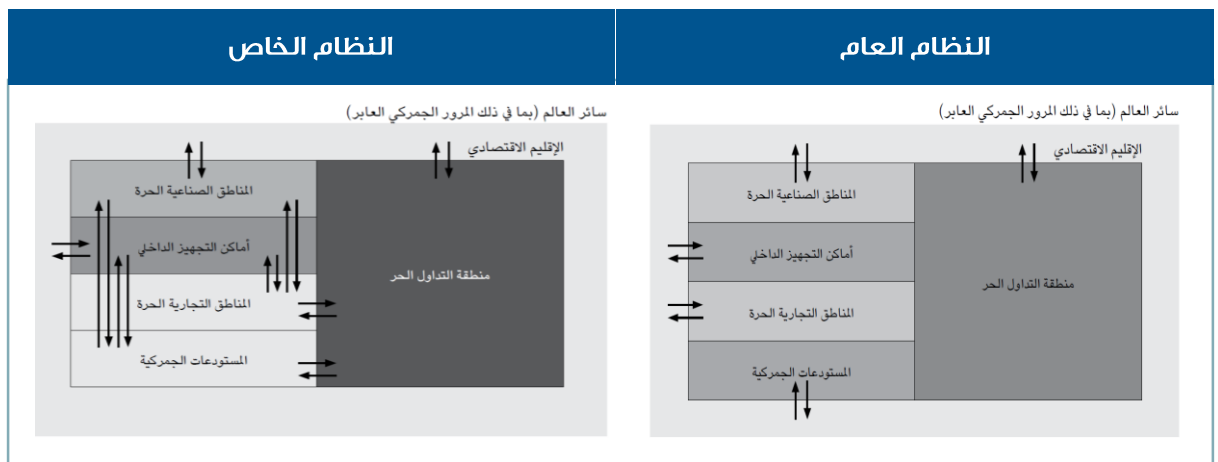 النظام العام
سائر العالم (بما في ذلك المرور الجمركي العابر)
الإقليم الاقتصادي
المناطق الصناعية الحرة
أماكن التجهيز الداخلي
المناطق التجارية الحرة
المستودعات الجمركية
منطقة التداول الحر
النظام الخاص
سائر العالم (بما في ذلك المرور الجمركي العابر)
الإقليم الاقتصادي
المناطق الصناعية الحرة
أماكن التجهيز الداخلي
المناطق التجارية الحرة
المستودعات الجمركية
منطقة التداول الحر